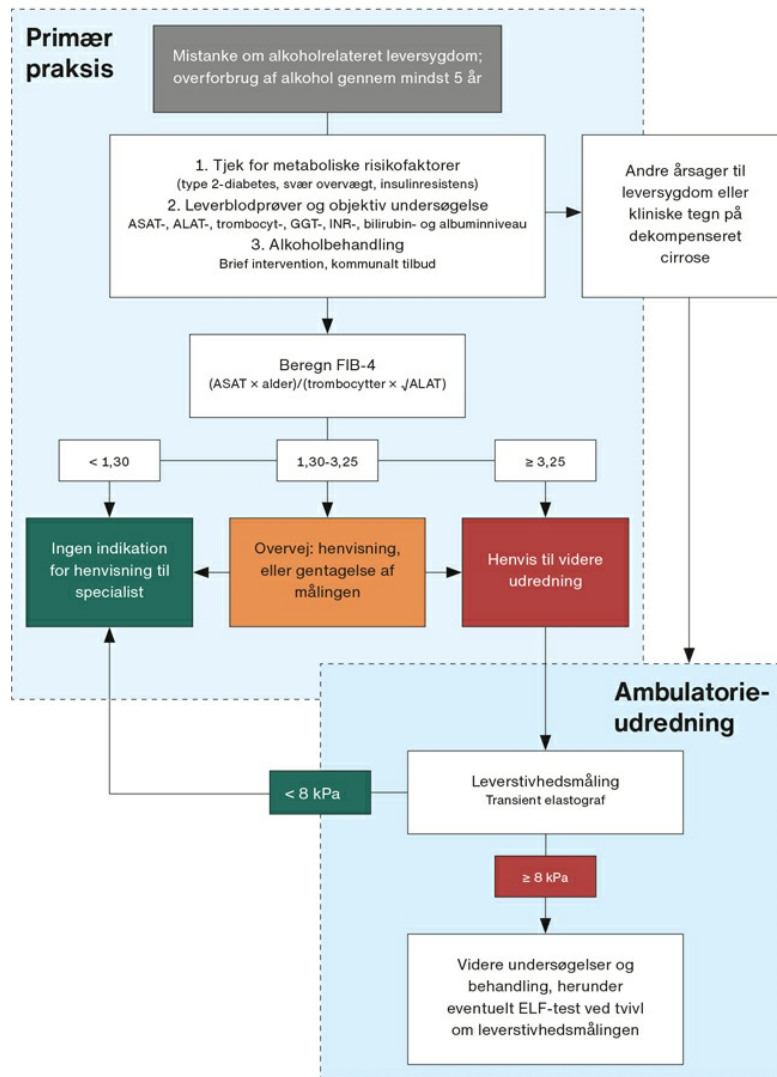 Primær
praksis
Mistanke om alkoholrelateret leversygdom;
overforbrug af alkohol gennem mindst 5 år
1. Tjek for metaboliske risikofaktorer
(type 2-diabetes, svær overvægt, insulinresistens)
2. Leverblodprøver og objektiv undersøgelse
ASAT-, ALAT-, trombocyt-, GGT-, INR-, bilirubin- og albuminniveau
3. Alkoholbehandling
Brief intervention, kommunalt tilbud
Andre årsager til
leversygdom eller
kliniske tegn på
dekompenseret
cirrose
Beregn FIB-4
(ASAT × alder)/(trombocytter × √ALAT)
< 1,30
1,30-3,25
≥ 3,25
Ingen indikation
for henvisning til
specialist
Overvej: henvisning,
eller gentagelse af
målingen
Henvis til videre
udredning
Ambulatorie-
udredning
Leverstivhedsmåling
Transient elastograf
< 8 kPa
≥ 8 kPa
Videre undersøgelser og
behandling, herunder
eventuelt ELF-test ved tvivl
om leverstivhedsmålingen